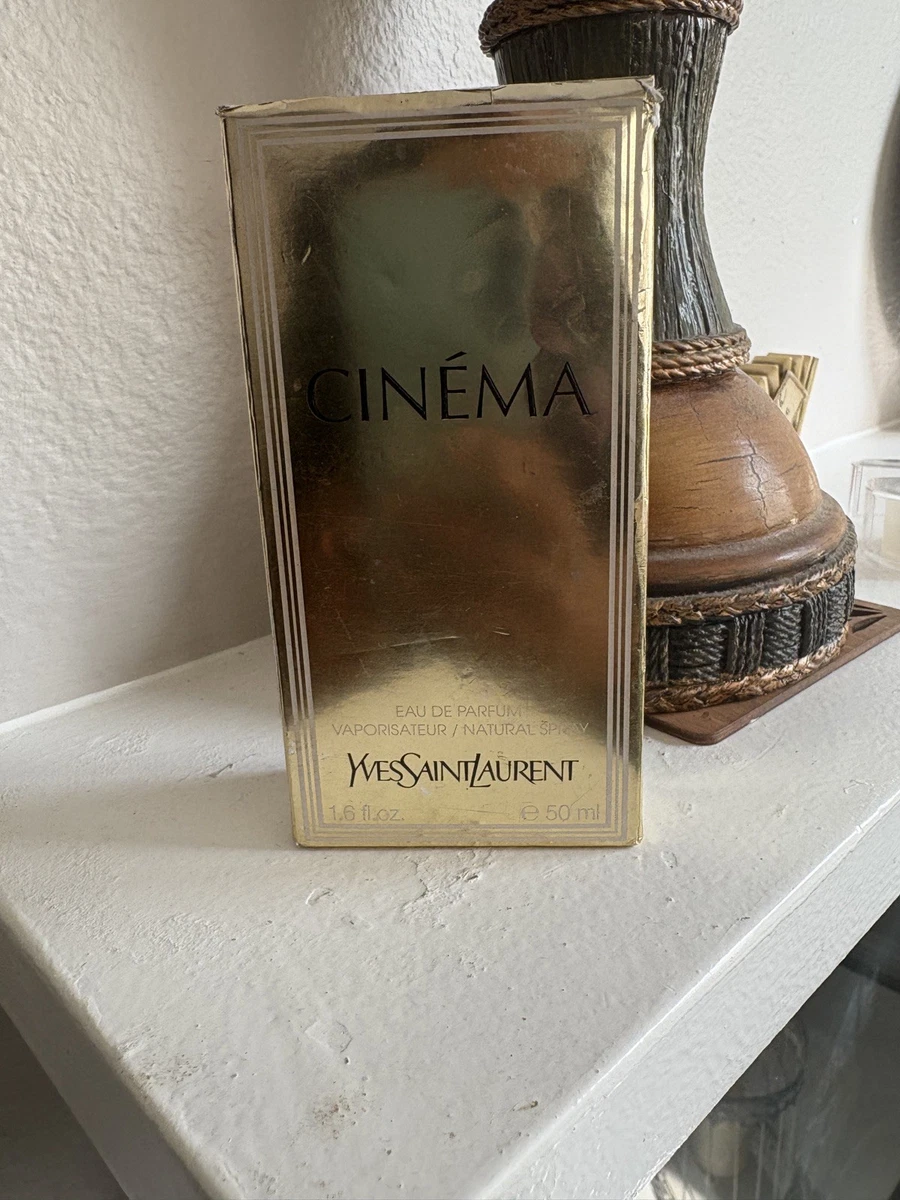 CINÉMA
EAU DE PARFUM
VAPORISATEUR / NATURAL SPRAY
YVESSAINTLAURENT
1.6 fl.oz. ℮ 50 ml